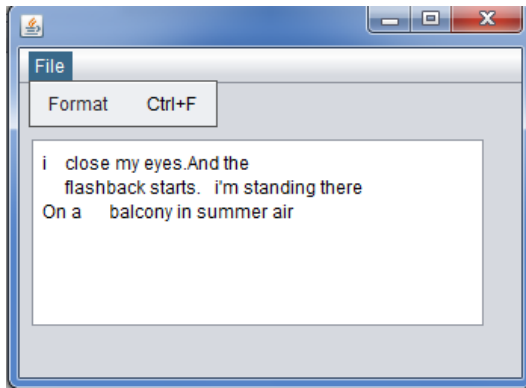 File
Format Ctrl+F
i    close my eyes.And the
    flashback starts.   i'm standing there
On a     balcony in summer air